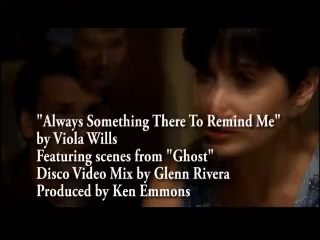 "Always Something There To Remind Me"
by Viola Wills
Featuring scenes from "Ghost"
Disco Video Mix by Glenn Rivera
Produced by Ken Emmons